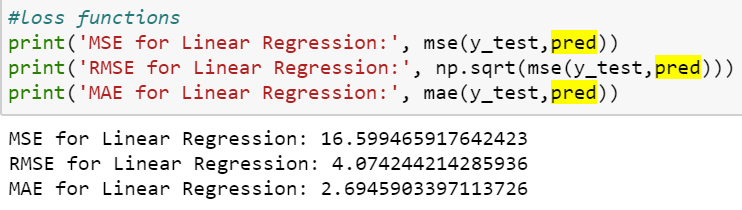 #loss functions
print('MSE for Linear Regression:', mse(y_test,pred))
print('RMSE for Linear Regression:', np.sqrt(mse(y_test,pred)))
print('MAE for Linear Regression:', mae(y_test,pred))
MSE for Linear Regression: 16.599465917642423
RMSE for Linear Regression: 4.074244214285936
MAE for Linear Regression: 2.6945903397113726